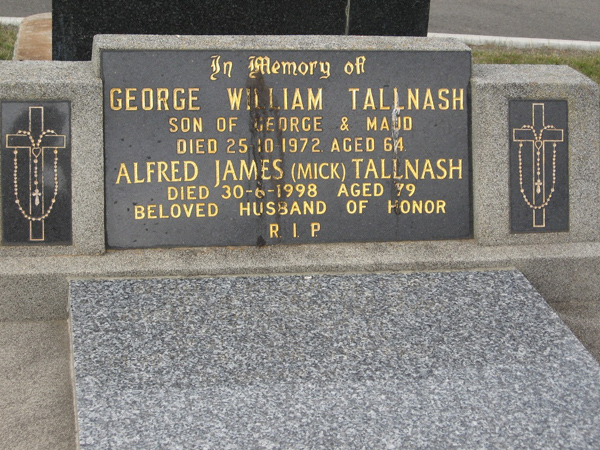 In Memory of
GEORGE WILLIAM TALLNASH
SON OF GEORGE & MAUD
DIED 25-10-1972 AGED 64
ALFRED JAMES (MICK) TALLNASH
DIED 30-6-1998 AGED 79
BELOVED HUSBAND OF HONOR
R I P